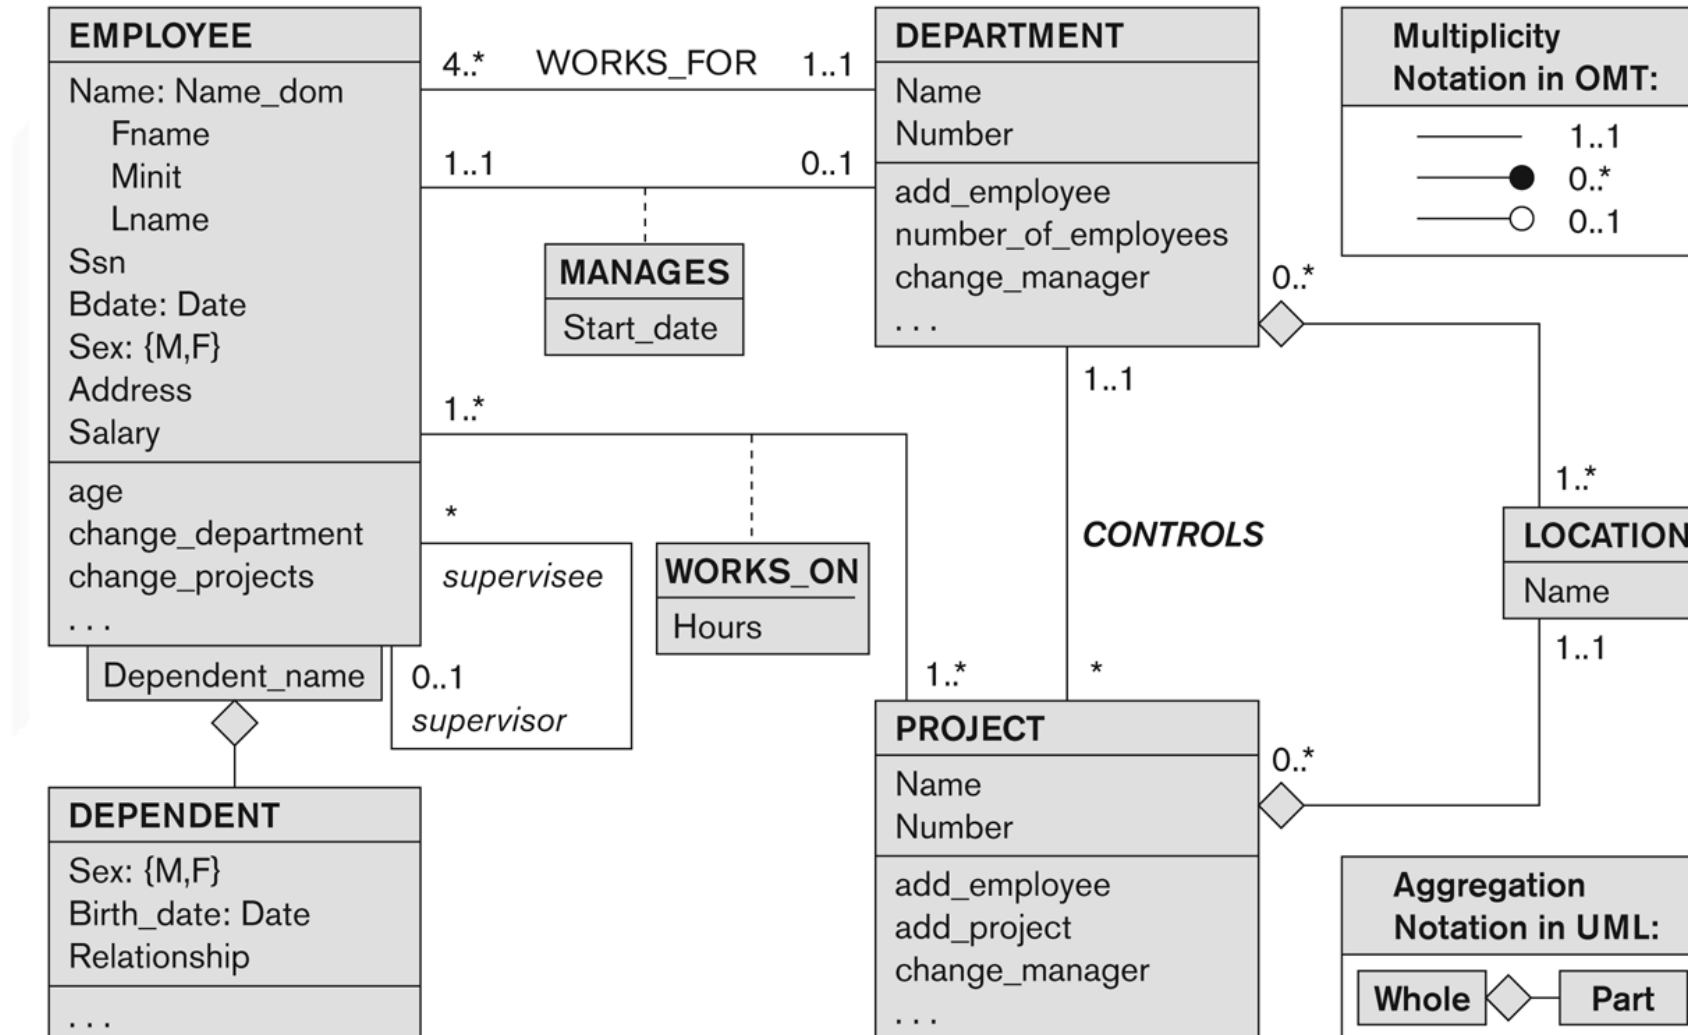 EMPLOYEE
Name: Name_dom
Fname
Minit
Lname
Ssn
Bdate: Date
Sex: {M,F}
Address
Salary
age
change_department
change_projects
. . .
Dependent_name
DEPENDENT
Sex: {M,F}
Birth_date: Date
Relationship
. . .
4..* WORKS_FOR 1..1
1..1 0..1
MANAGES
Start_date
1..*
*
supervisee
0..1
supervisor
WORKS_ON
Hours
1..*
DEPARTMENT
Name
Number
add_employee
number_of_employees
change_manager
. . .
1..1
CONTROLS
*
PROJECT
Name
Number
add_employee
add_project
change_manager
. . .
Multiplicity
Notation in OMT:
1..1
0..*
0..1
0..*
1..*
LOCATION
Name
1..1
0..*
Aggregation
Notation in UML:
Whole Part